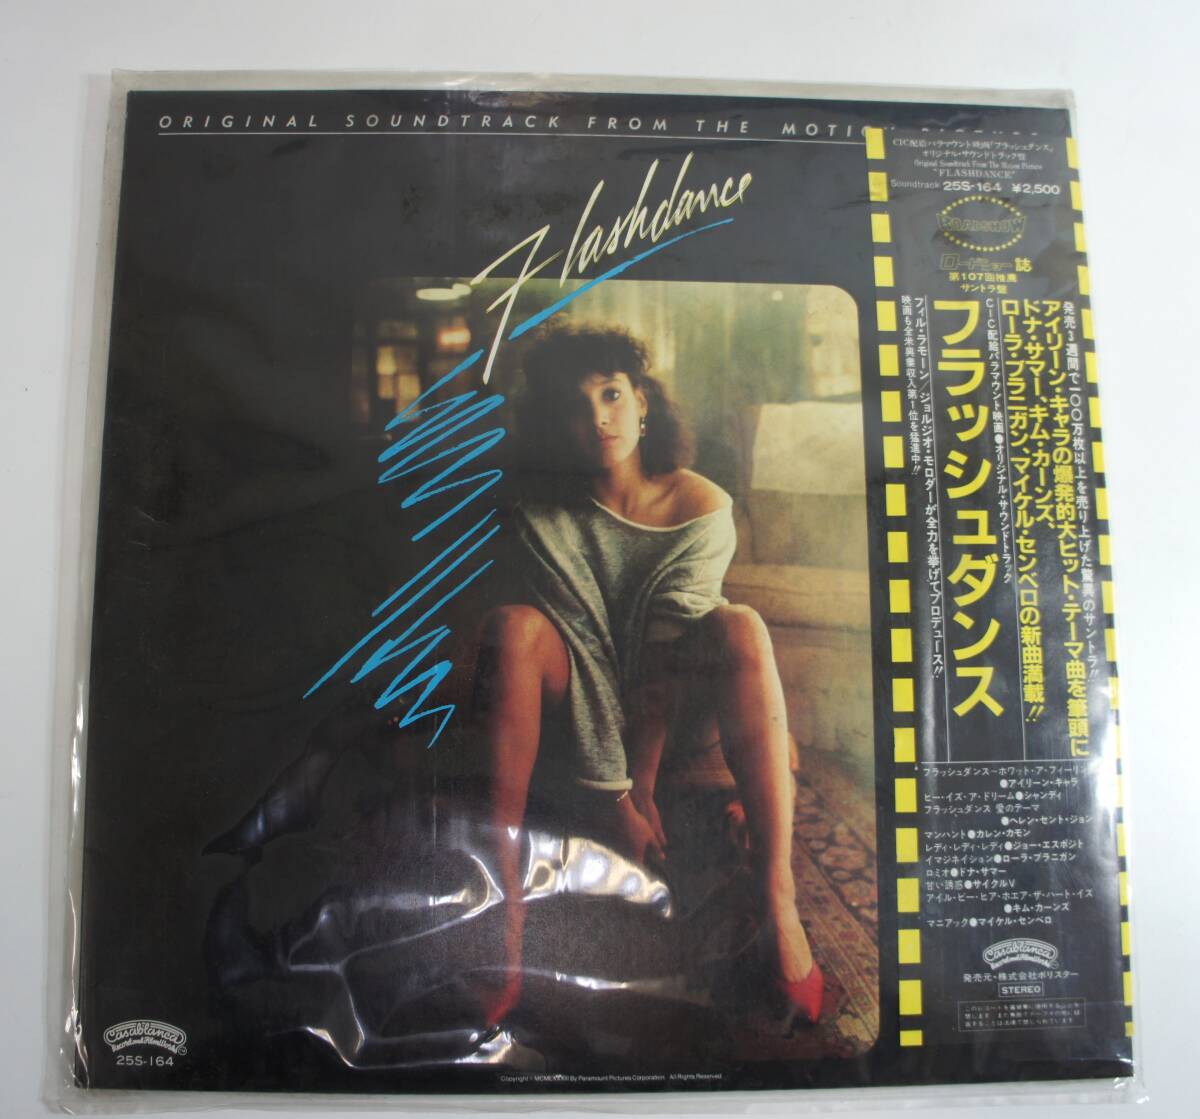 ORIGINAL SOUNDTRACK FROM THE MOTION
Flashdance
CIC配給パラマウント映画「フラッシュダンス」
オリジナル・サウンドトラック盤
Original Soundtrack From The Motion Picture
"FLASHDANCE"
Soundtrack 25S-164 ¥2,500
ROADSHOW
ロードショー誌
第107回推薦
サントラ盤
発売3週間で一〇〇万枚以上を売り上げた驚異のサントラ!!
アイリーン・キャラの爆発的大ヒット・テーマ曲を筆頭に
ドナ・サマー、キム・カーンズ、
ローラ・ブラニガン、マイケル・センベロの新曲満載!!
CIC配給パラマウント映画●オリジナル・サウンドトラック
フラッシュダンス
フィル・ラモーン/ジョルジオ・モロダーが全力を挙げてプロデュース!!
映画も全米興業収入第1位を猛進中!!
フラッシュダンス〜ホワット・ア・フィーリン
●アイリーン・キャラ
ヒー・イズ・ア・ドリーム●シャンディ
フラッシュダンス 愛のテーマ
●ヘレン・セント・ジョン
マンハント●カレン・カモン
レディ・レディ・レディ●ジョー・エスポジト
イマジネイション●ローラ・ブラニガン
ロミオ●ドナ・サマー
甘い誘惑●サイクルV
アイル・ビー・ヒア・ホエア・ザ・ハート・イズ
●キム・カーンズ
マニアック●マイケル・センベロ
Casablanca
Record and FilmWorks
発売元・株式会社ポリスター
STEREO
Casablanca
Record and FilmWorks
25S-164
Copyright © MCMLXXXIII By Paramount Pictures Corporation. All Rights Reserved